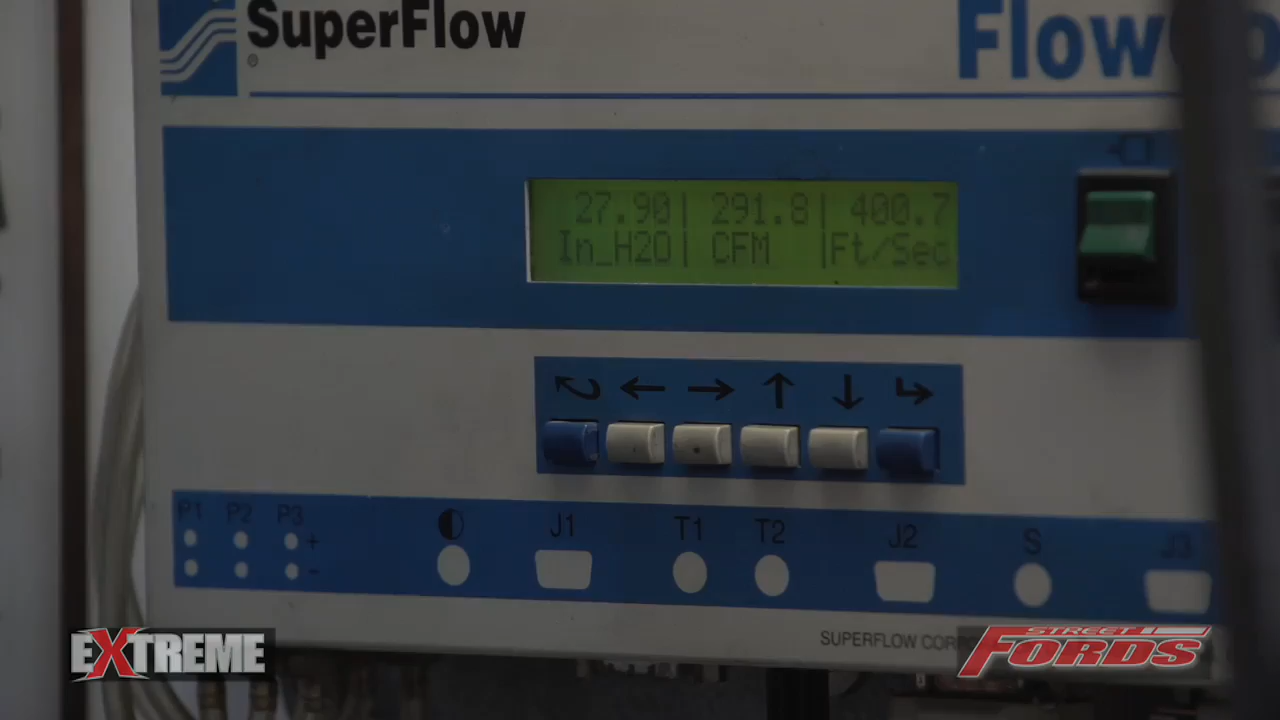 SuperFlow
®
Flow
27.90| 291.8| 400.7
In_H2O| CFM |Ft/Sec
P1 P2 P3 J1 T1 T2 J2 S J3
+
-
SUPERFLOW
EXTREME
STREET
FORDS